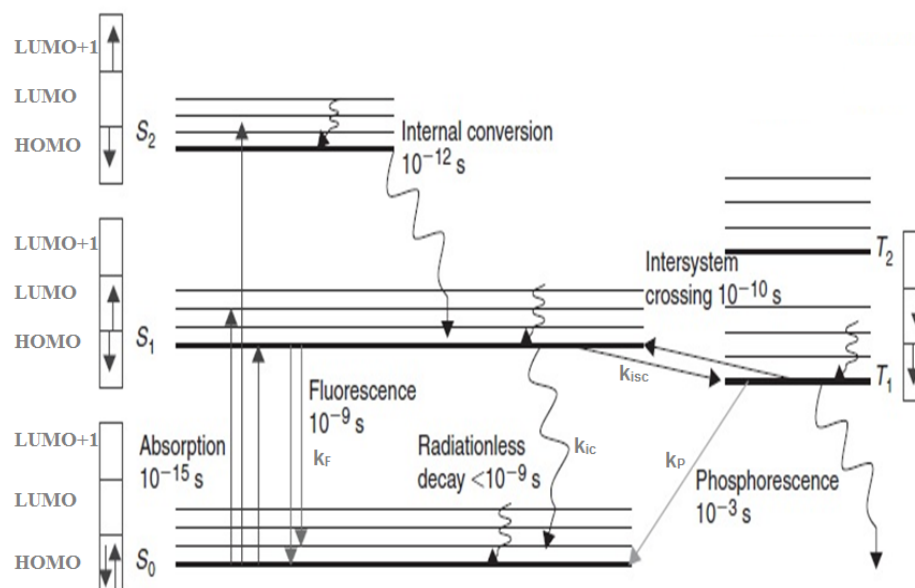 LUMO+1
LUMO
HOMO
S₂
Internal conversion
10⁻¹² s
LUMO+1
LUMO
HOMO
S₁
Intersystem
crossing 10⁻¹⁰ s
T₂
T₁
kisc
Fluorescence
10⁻⁹ s
kF
Absorption
10⁻¹⁵ s
Radiationless
decay <10⁻⁹ s
kic
kP
Phosphorescence
10⁻³ s
LUMO+1
LUMO
HOMO
S₀